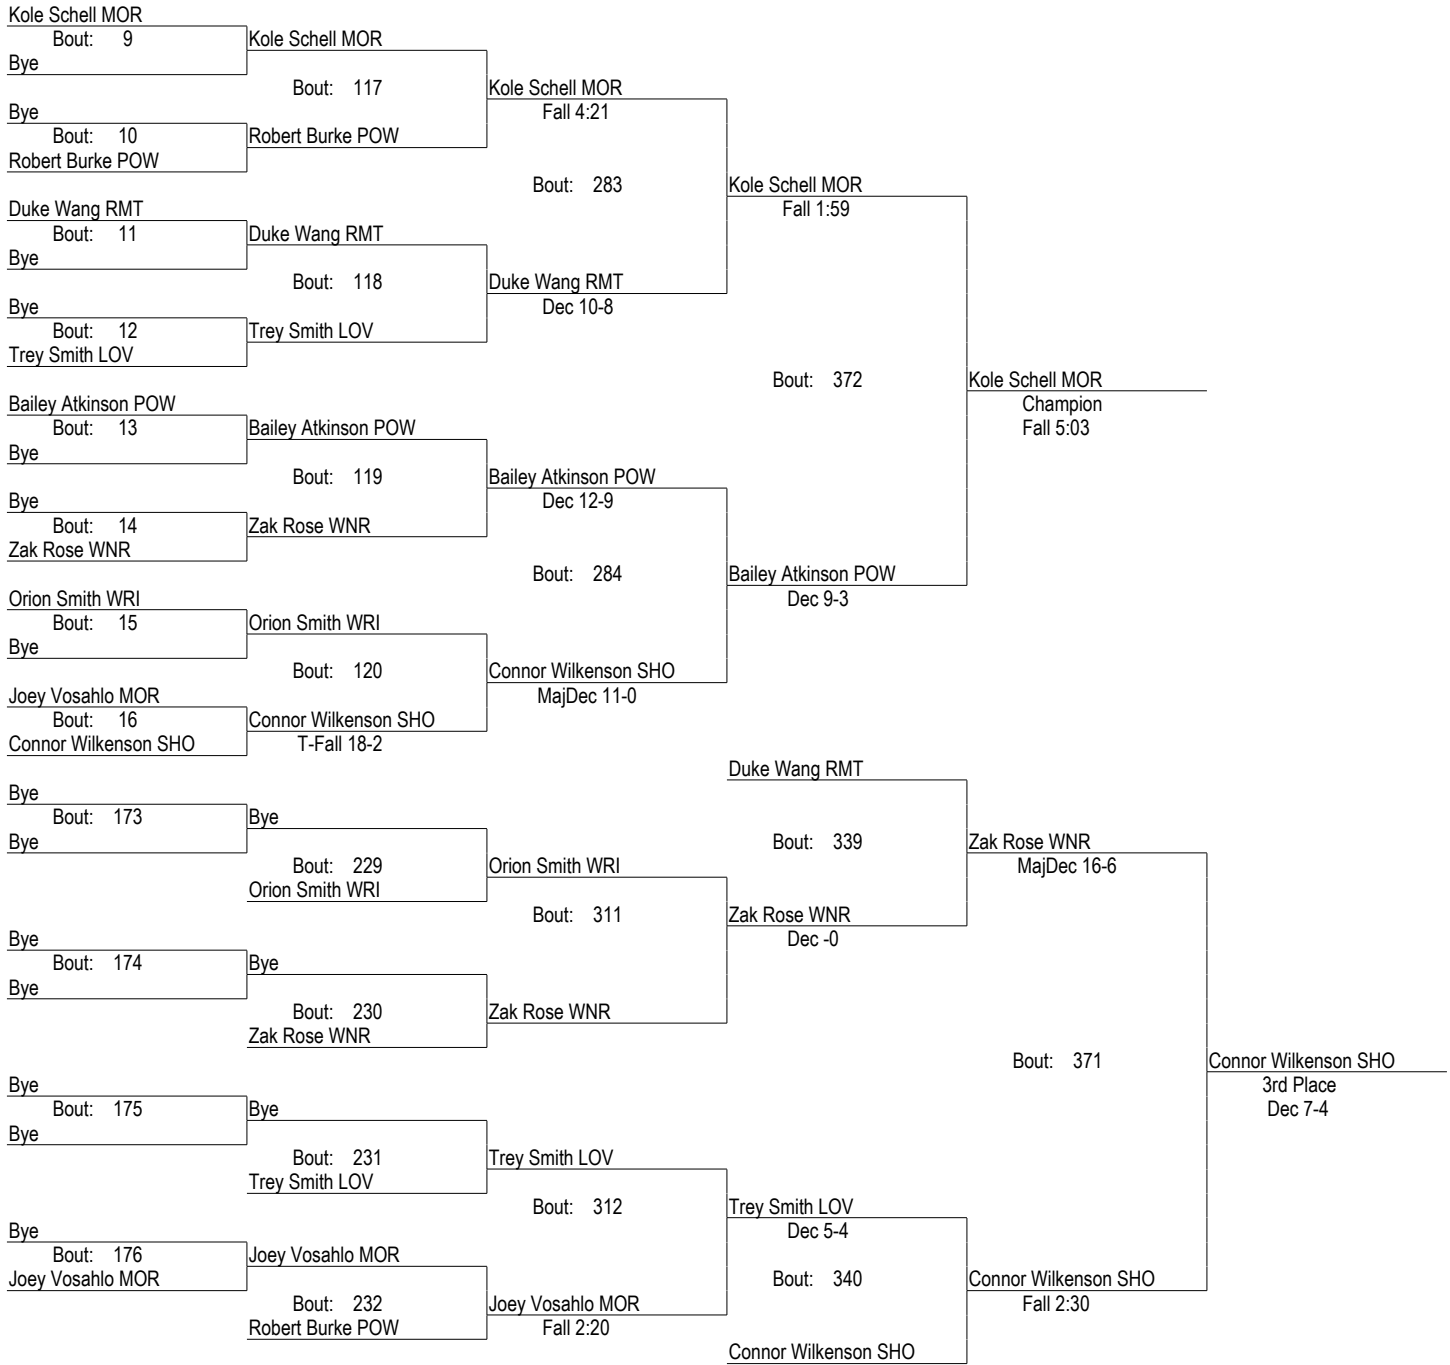 Kole Schell MOR
Bout: 9
Kole Schell MOR
Bye
Bout: 117
Kole Schell MOR
Fall 4:21
Bye
Bout: 10
Robert Burke POW
Robert Burke POW
Bout: 283
Kole Schell MOR
Fall 1:59
Duke Wang RMT
Bout: 11
Duke Wang RMT
Bye
Bout: 118
Duke Wang RMT
Dec 10-8
Bye
Bout: 12
Trey Smith LOV
Trey Smith LOV
Bout: 372
Kole Schell MOR
Champion
Fall 5:03
Bailey Atkinson POW
Bout: 13
Bailey Atkinson POW
Bye
Bout: 119
Bailey Atkinson POW
Dec 12-9
Bye
Bout: 14
Zak Rose WNR
Zak Rose WNR
Bout: 284
Bailey Atkinson POW
Dec 9-3
Orion Smith WRI
Bout: 15
Orion Smith WRI
Bye
Bout: 120
Connor Wilkenson SHO
MajDec 11-0
Joey Vosahlo MOR
Bout: 16
Connor Wilkenson SHO
Connor Wilkenson SHO
T-Fall 18-2
Duke Wang RMT
Bye
Bout: 173
Bye
Bye
Bout: 339
Zak Rose WNR
MajDec 16-6
Bout: 229
Orion Smith WRI
Orion Smith WRI
Bout: 311
Zak Rose WNR
Dec -0
Bye
Bout: 174
Bye
Bye
Bout: 230
Zak Rose WNR
Zak Rose WNR
Bout: 371
Connor Wilkenson SHO
3rd Place
Dec 7-4
Bye
Bout: 175
Bye
Bye
Bout: 231
Trey Smith LOV
Trey Smith LOV
Bout: 312
Trey Smith LOV
Dec 5-4
Bye
Bout: 176
Joey Vosahlo MOR
Joey Vosahlo MOR
Bout: 340
Connor Wilkenson SHO
Fall 2:30
Bout: 232
Joey Vosahlo MOR
Robert Burke POW
Fall 2:20
Connor Wilkenson SHO